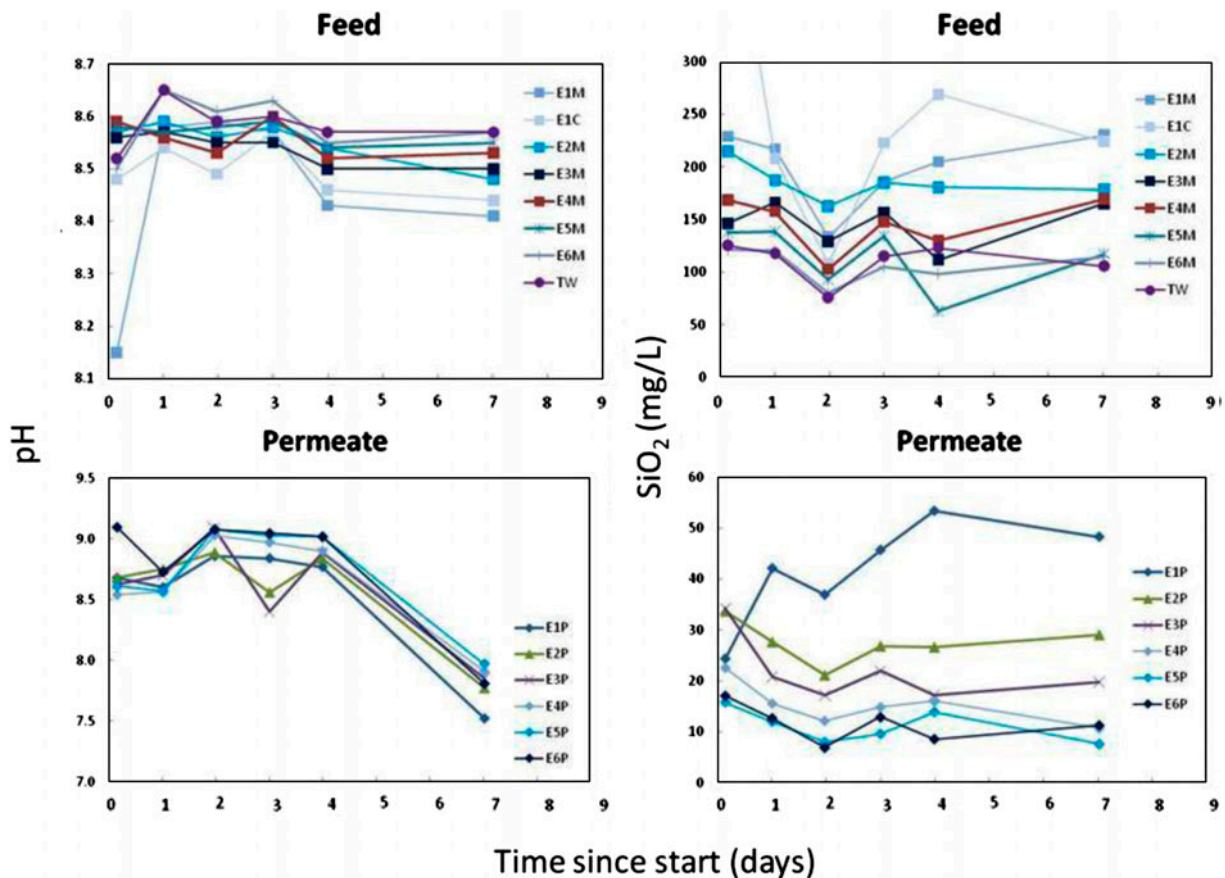 Feed
8.7
8.6
8.5
8.4
8.3
8.2
8.1
0 1 2 3 4 5 6 7 8 9
E1M
E1C
E2M
E3M
E4M
E5M
E6M
TW
Feed
300
250
200
150
100
50
0
0 1 2 3 4 5 6 7 8 9
E1M
E1C
E2M
E3M
E4M
E5M
E6M
TW
pH
Permeate
9.5
9.0
8.5
8.0
7.5
7.0
0 1 2 3 4 5 6 7 8 9
E1P
E2P
E3P
E4P
E5P
E6P
SiO₂ (mg/L)
Permeate
60
50
40
30
20
10
0
0 1 2 3 4 5 6 7 8 9
E1P
E2P
E3P
E4P
E5P
E6P
Time since start (days)